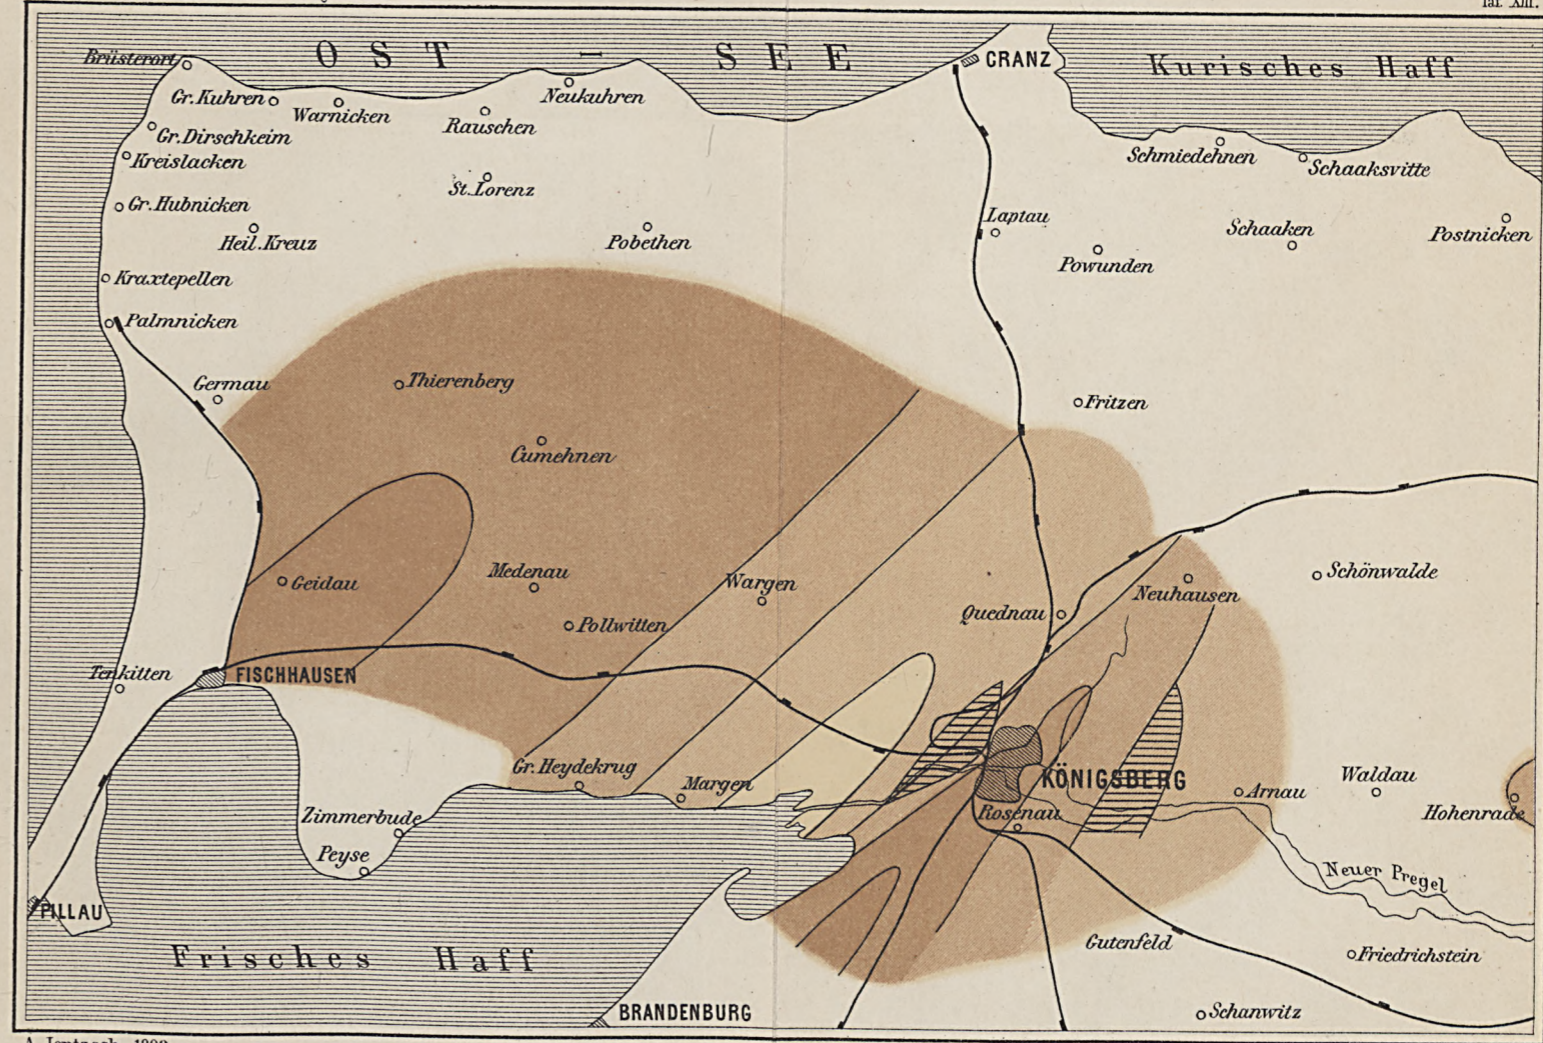 Taf. XIII.
OST - SEE
Brüsterort
CRANZ
Kurisches Haff
Gr. Kuhren
Warnicken
Neukuhren
Rauschen
Gr. Dirschkeim
Kreislacken
Schmiedehnen
Schaaksvitte
St. Lorenz
Gr. Hubnicken
Heil. Kreuz
Pobethen
Laptau
Powunden
Schaaken
Postnicken
Kraxtepellen
Palmnicken
Germau
Thierenberg
Fritzen
Cumehnen
Geidau
Medenau
Wargen
Pollwitten
Quednau
Neuhausen
Schönwalde
Tenkitten
FISCHHAUSEN
Gr. Heydekrug
Margen
KÖNIGSBERG
Arnau
Waldau
Hohenrade
Zimmerbude
Rosenau
Peyse
Neuer Pregel
PILLAU
Frisches Haff
Gutenfeld
Friedrichstein
BRANDENBURG
Schanwitz